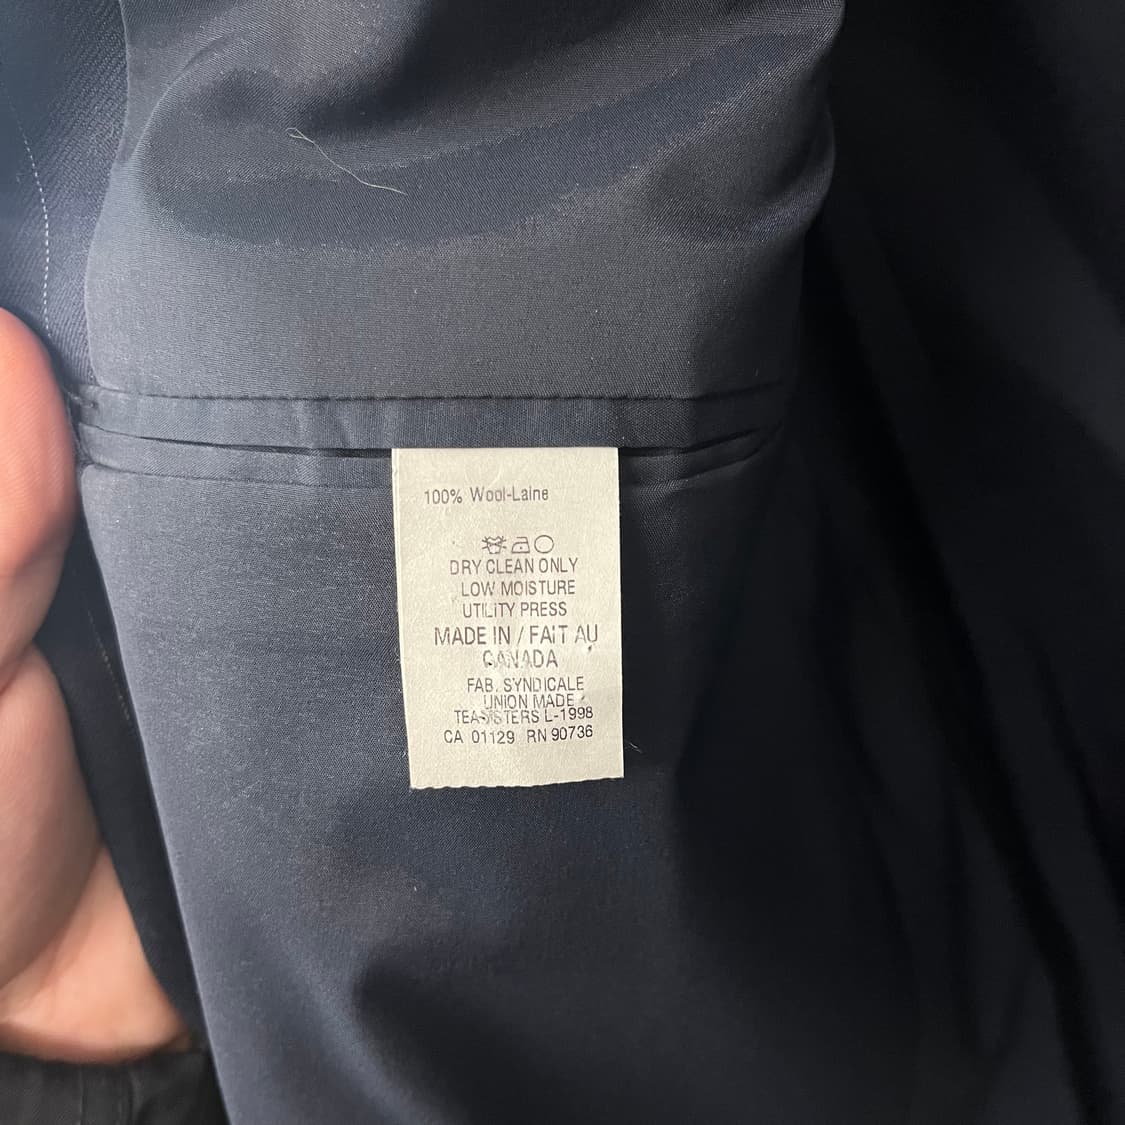 100% Wool-Laine
DRY CLEAN ONLY
LOW MOISTURE
UTILITY PRESS
MADE IN / FAIT AU
CANADA
FAB. SYNDICALE
UNION MADE
TEAMSTERS L-1998
CA 01129 RN 90736